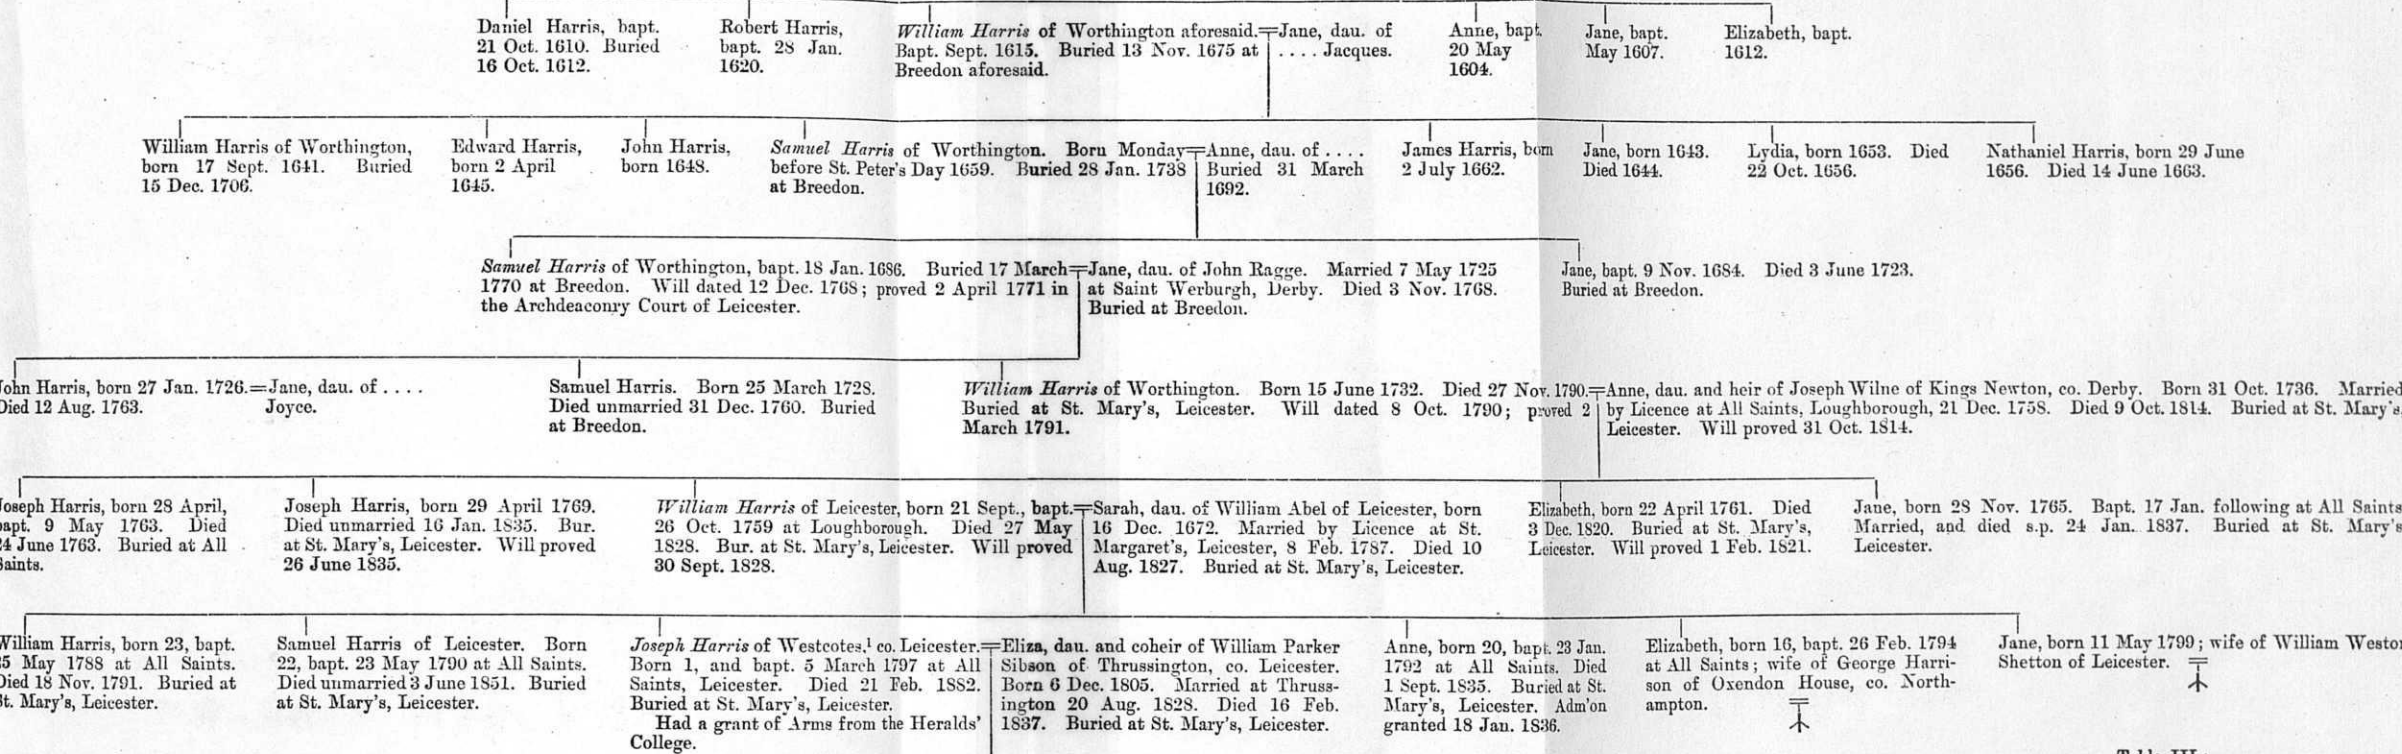 Daniel Harris, bapt.
21 Oct. 1610. Buried
16 Oct. 1612.
Robert Harris,
bapt. 28 Jan.
1620.
William Harris of Worthington aforesaid.=Jane, dau. of
Bapt. Sept. 1615. Buried 13 Nov. 1675 at .... Jacques.
Breedon aforesaid.
Anne, bapt.
20 May
1604.
Jane, bapt.
May 1607.
Elizabeth, bapt.
1612.
William Harris of Worthington,
born 17 Sept. 1641. Buried
15 Dec. 1706.
Edward Harris,
born 2 April
1645.
John Harris,
born 1648.
Samuel Harris of Worthington. Born Monday=Anne, dau. of ....
before St. Peter's Day 1659. Buried 28 Jan. 1738 Buried 31 March
at Breedon. 1692.
James Harris, born
2 July 1662.
Jane, born 1643.
Died 1644.
Lydia, born 1653. Died
22 Oct. 1656.
Nathaniel Harris, born 29 June
1656. Died 14 June 1663.
Samuel Harris of Worthington, bapt. 18 Jan. 1686. Buried 17 March=Jane, dau. of John Ragge. Married 7 May 1725
1770 at Breedon. Will dated 12 Dec. 1768; proved 2 April 1771 in at Saint Werburgh, Derby. Died 3 Nov. 1768.
the Archdeaconry Court of Leicester. Buried at Breedon.
Jane, bapt. 9 Nov. 1684. Died 3 June 1723.
Buried at Breedon.
John Harris, born 27 Jan. 1726.=Jane, dau. of ....
Died 12 Aug. 1763. Joyce.
Samuel Harris. Born 25 March 1728.
Died unmarried 31 Dec. 1760. Buried
at Breedon.
William Harris of Worthington. Born 15 June 1732. Died 27 Nov. 1790.=Anne, dau. and heir of Joseph Wilne of Kings Newton, co. Derby. Born 31 Oct. 1736. Married
Buried at St. Mary's, Leicester. Will dated 8 Oct. 1790; proved 2 by Licence at All Saints, Loughborough, 21 Dec. 1758. Died 9 Oct. 1814. Buried at St. Mary's,
March 1791. Leicester. Will proved 31 Oct. 1814.
Joseph Harris, born 28 April,
bapt. 9 May 1763. Died
24 June 1763. Buried at All
Saints.
Joseph Harris, born 29 April 1769.
Died unmarried 16 Jan. 1835. Bur.
at St. Mary's, Leicester. Will proved
26 June 1835.
William Harris of Leicester, born 21 Sept., bapt.=Sarah, dau. of William Abel of Leicester, born
26 Oct. 1759 at Loughborough. Died 27 May 16 Dec. 1672. Married by Licence at St.
1828. Bur. at St. Mary's, Leicester. Will proved Margaret's, Leicester, 8 Feb. 1787. Died 10
30 Sept. 1828. Aug. 1827. Buried at St. Mary's, Leicester.
Elizabeth, born 22 April 1761. Died
3 Dec. 1820. Buried at St. Mary's,
Leicester. Will proved 1 Feb. 1821.
Jane, born 28 Nov. 1765. Bapt. 17 Jan. following at All Saints
Married, and died s.p. 24 Jan. 1837. Buried at St. Mary's
Leicester.
William Harris, born 23, bapt.
5 May 1788 at All Saints.
Died 18 Nov. 1791. Buried at
St. Mary's, Leicester.
Samuel Harris of Leicester. Born
22, bapt. 23 May 1790 at All Saints.
Died unmarried 3 June 1851. Buried
at St. Mary's, Leicester.
Joseph Harris of Westcotes,¹ co. Leicester.=Eliza, dau. and coheir of William Parker
Born 1, and bapt. 5 March 1797 at All Sibson of Thrussington, co. Leicester.
Saints, Leicester. Died 21 Feb. 1882. Born 6 Dec. 1805. Married at Thruss-
Buried at St. Mary's, Leicester. ington 20 Aug. 1828. Died 16 Feb.
Had a grant of Arms from the Heralds' 1837. Buried at St. Mary's, Leicester.
College.
Anne, born 20, bapt. 23 Jan.
1792 at All Saints. Died
1 Sept. 1835. Buried at St.
Mary's, Leicester. Adm'on
granted 18 Jan. 1836.
Elizabeth, born 16, bapt. 26 Feb. 1794
at All Saints; wife of George Harri-
son of Oxendon House, co. North-
ampton.
Jane, born 11 May 1799; wife of William Weston
Shetton of Leicester.